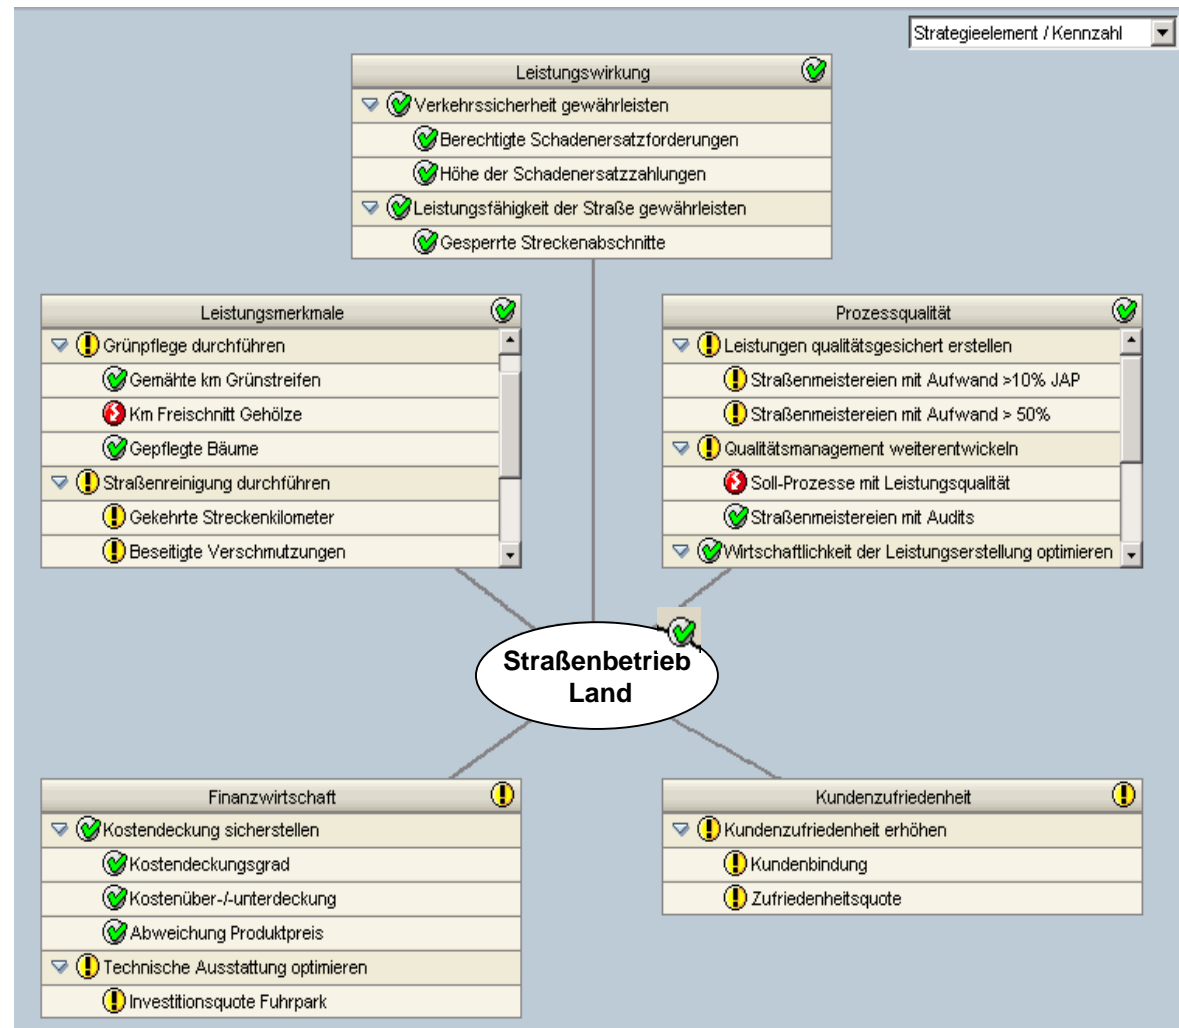 Strategieelement / Kennzahl
Leistungswirkung
Verkehrssicherheit gewährleisten
Berechtigte Schadenersatzforderungen
Höhe der Schadenersatzzahlungen
Leistungsfähigkeit der Straße gewährleisten
Gesperrte Streckenabschnitte
Leistungsmerkmale
Grünpflege durchführen
Gemähte km Grünstreifen
Km Freischnitt Gehölze
Gepflegte Bäume
Straßenreinigung durchführen
Gekehrte Streckenkilometer
Beseitigte Verschmutzungen
Prozessqualität
Leistungen qualitätsgesichert erstellen
Straßenmeistereien mit Aufwand >10% JAP
Straßenmeistereien mit Aufwand > 50%
Qualitätsmanagement weiterentwickeln
Soll-Prozesse mit Leistungsqualität
Straßenmeistereien mit Audits
Wirtschaftlichkeit der Leistungserstellung optimieren
Straßenbetrieb
Land
Finanzwirtschaft
Kostendeckung sicherstellen
Kostendeckungsgrad
Kostenüber-/-unterdeckung
Abweichung Produktpreis
Technische Ausstattung optimieren
Investitionsquote Fuhrpark
Kundenzufriedenheit
Kundenzufriedenheit erhöhen
Kundenbindung
Zufriedenheitsquote